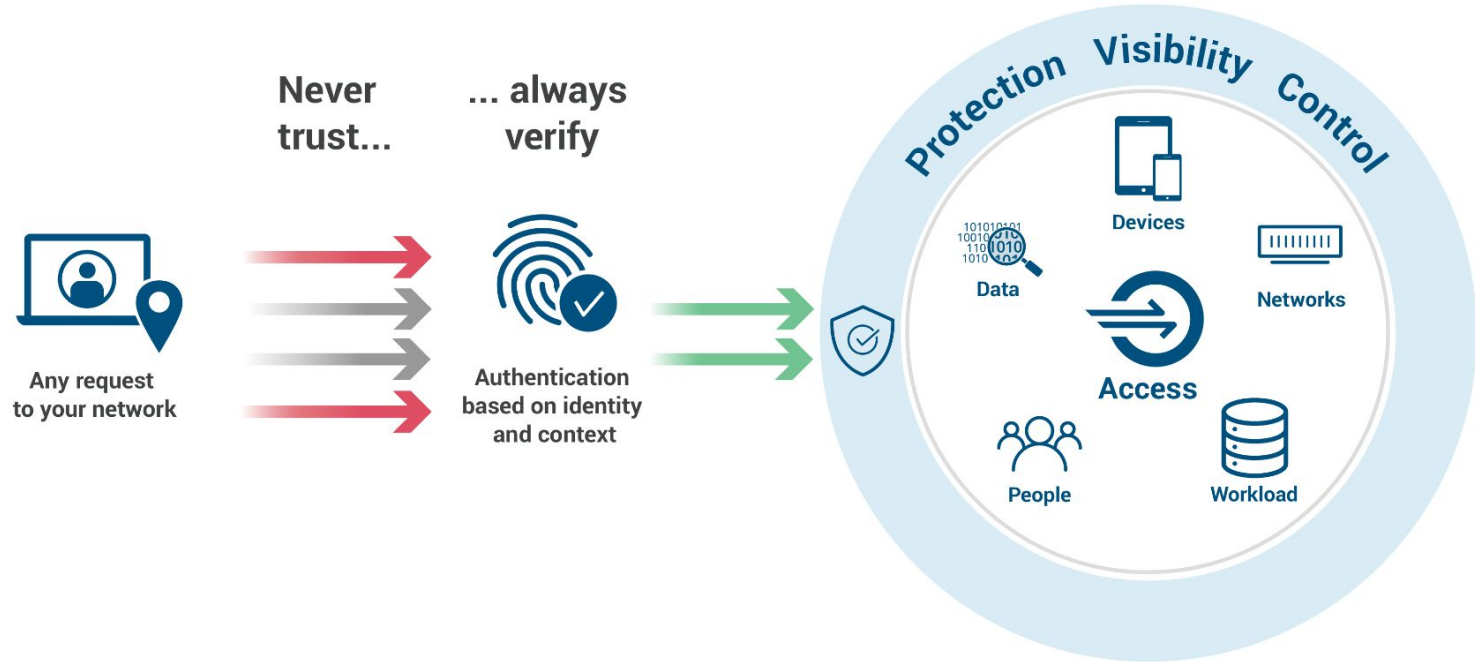 Never
trust...
... always
verify
Any request
to your network
Authentication
based on identity
and context
Protection Visibility Control
Devices
101010101
Data
Networks
Access
People
Workload